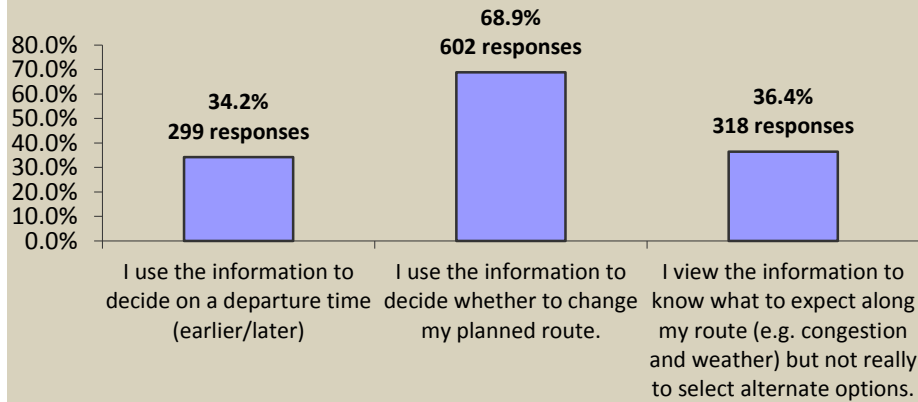 68.9%
602 responses
80.0%
70.0%
60.0%
50.0%
40.0%
30.0%
20.0%
10.0%
0.0%
34.2%
299 responses
36.4%
318 responses
I use the information to
decide on a departure time
(earlier/later)
I use the information to
decide whether to change
my planned route.
I view the information to
know what to expect along
my route (e.g. congestion
and weather) but not really
to select alternate options.